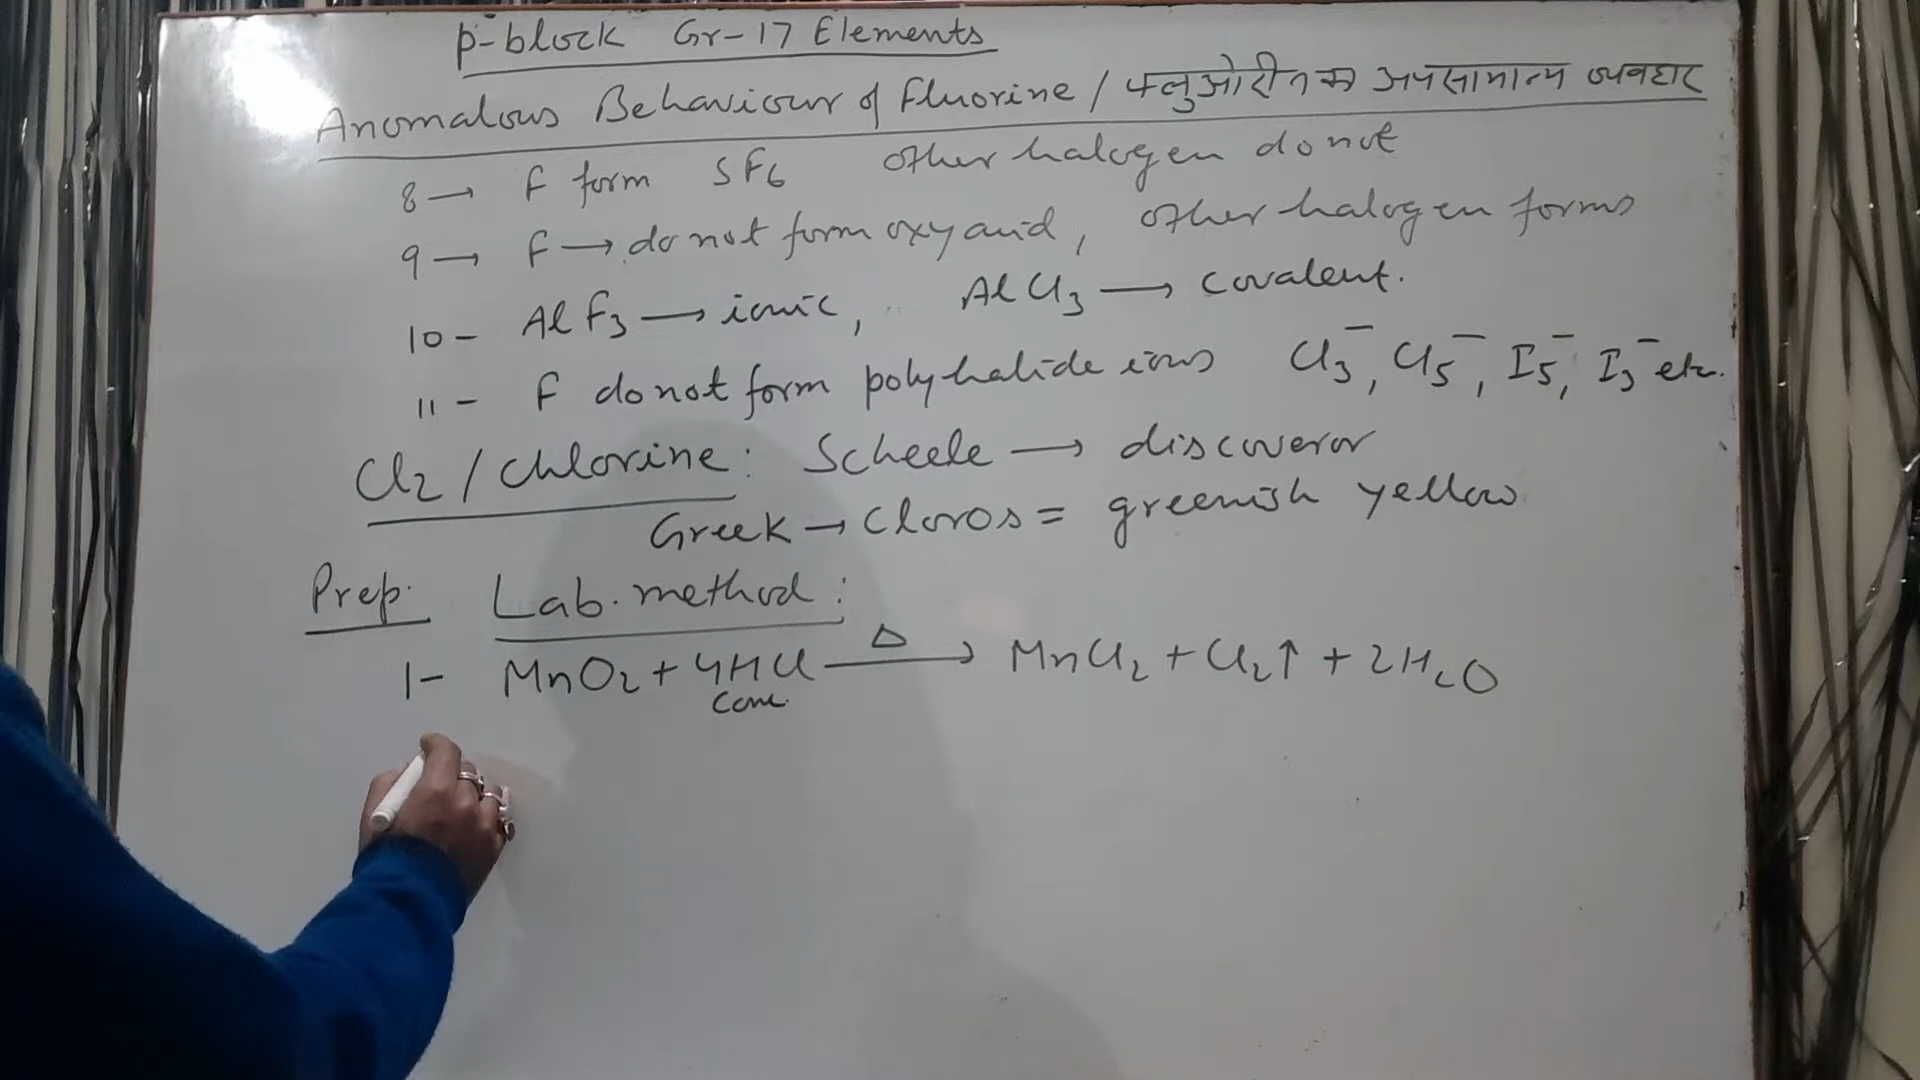 p-block Gr-17 Elements
Anomalous Behaviour of Fluorine / फ्लुओरीन का अपसामान्य व्यवहार
8 → F form SF6 other halogen do not
9 → F → do not form oxyacid, other halogen forms
10 - AlF3 → ionic, AlCl3 → covalent.
11 - F do not form polyhalide ions Cl3⁻, Cl5⁻, I5⁻, I3⁻ etc.
Cl2 / chlorine: Scheele → discoveror
Greek → Cloros = greenish yellow
Prep. Lab. method:
Δ
1- MnO2 + 4HCl → MnCl2 + Cl2↑ + 2H2O
Conc.